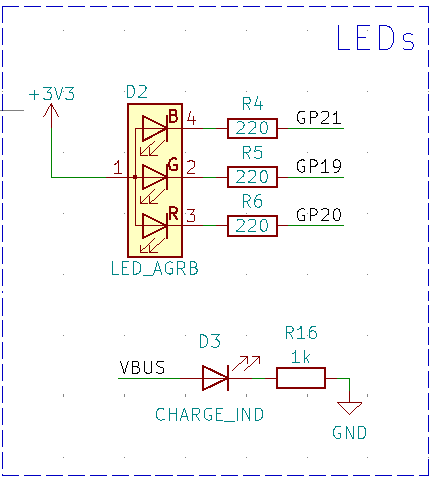 LEDs
+3V3
D2
B
4
R4
220
GP21
1
G
2
R5
220
GP19
R
3
R6
220
GP20
LED_AGRB
D3
R16
1k
VBUS
CHARGE_IND
GND